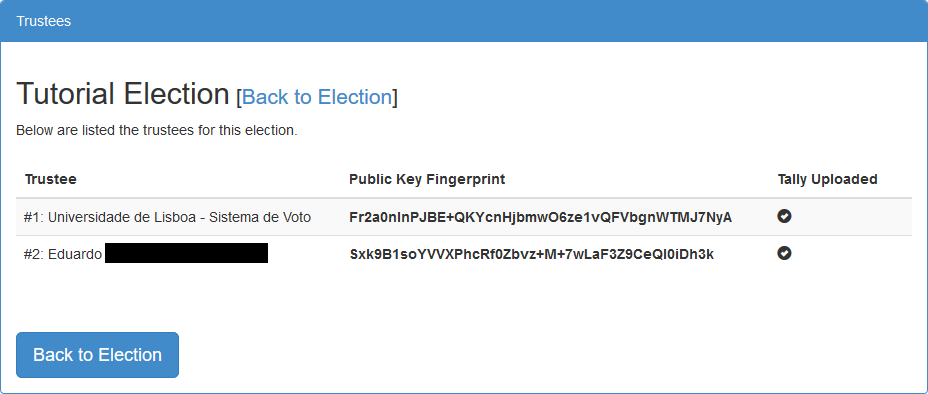 Trustees
Tutorial Election [Back to Election]
Below are listed the trustees for this election.
Trustee Public Key Fingerprint Tally Uploaded
#1: Universidade de Lisboa - Sistema de Voto Fr2a0nInPJBE+QKYcnHjbmwO6ze1vQFVbgnWTMJ7NyA
#2: Eduardo Sxk9B1soYVVXPhcRf0Zbvz+M+7wLaF3Z9CeQI0iDh3k
Back to Election